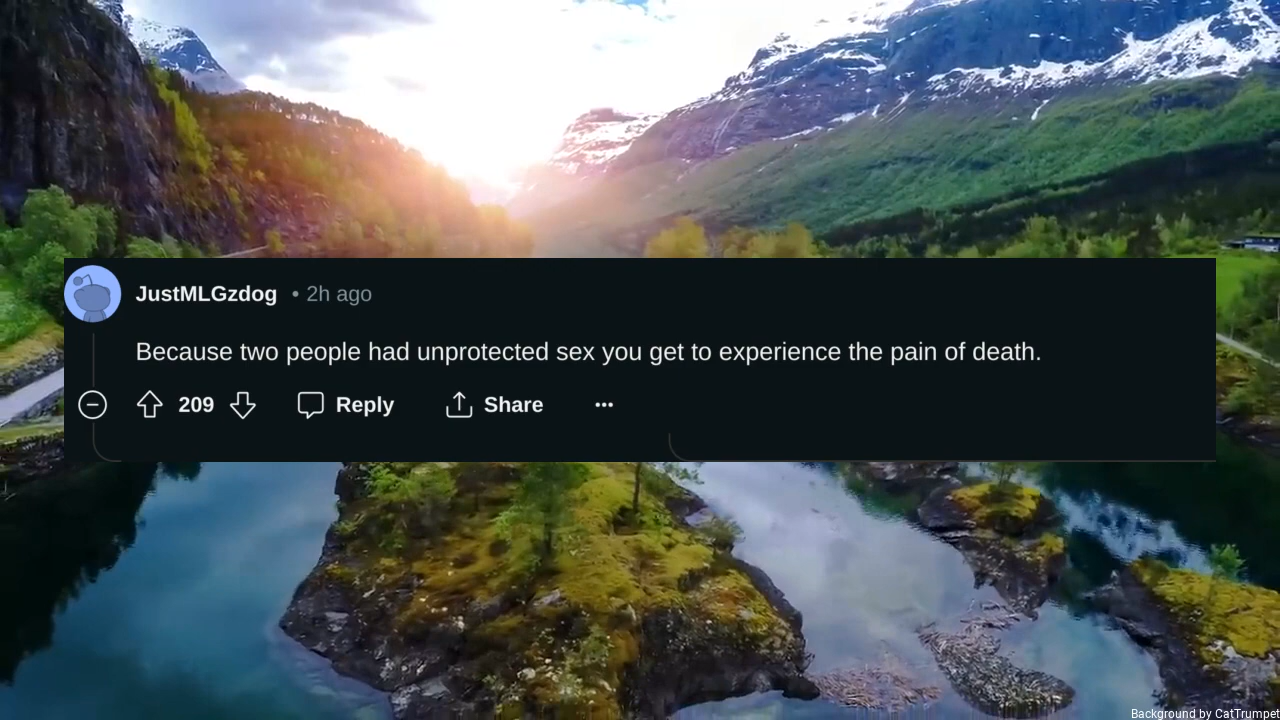 JustMLGzdog • 2h ago
Because two people had unprotected sex you get to experience the pain of death.
209 Reply Share ···
Background by CatTrumpet